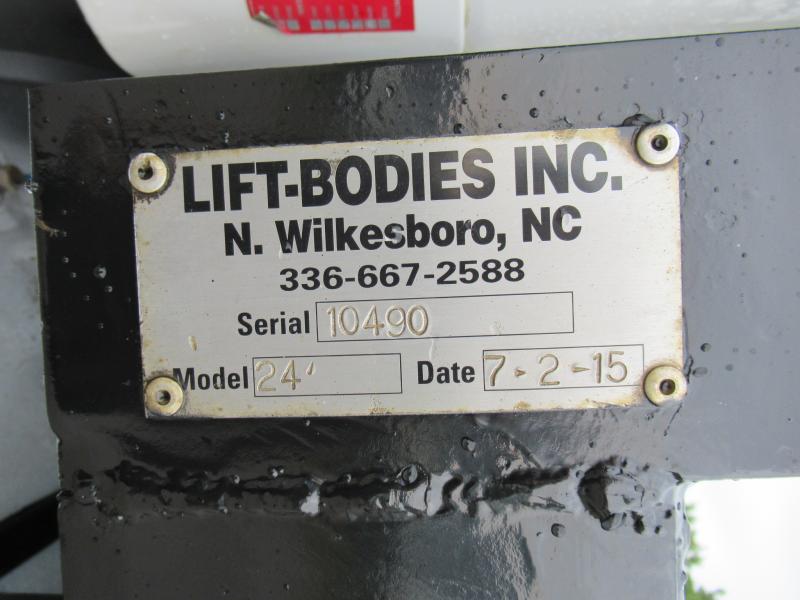 LIFT-BODIES INC.
N. Wilkesboro, NC
336-667-2588
Serial 10490
Model 24' Date 7-2-15